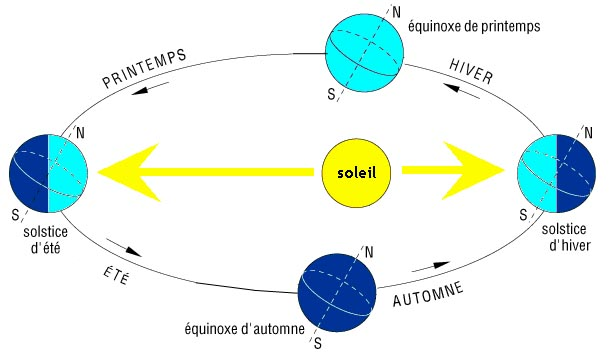 N
équinoxe de printemps
S
PRINTEMPS
HIVER
N
S
solstice
d'été
soleil
N
S
solstice
d'hiver
ÉTÉ
N
S
équinoxe d'automne
AUTOMNE